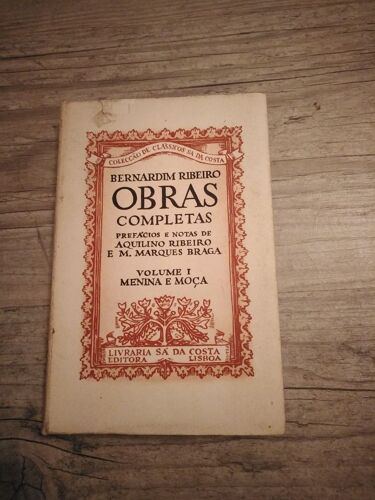 COLECÇÃO DE CLÁSSICOS SÁ DA COSTA
BERNARDIM RIBEIRO
OBRAS
COMPLETAS
PREFÁCIOS E NOTAS DE
AQUILINO RIBEIRO
E M. MARQUES BRAGA
VOLUME I
MENINA E MOÇA
LIVRARIA SÁ DA COSTA
EDITORA LISBOA